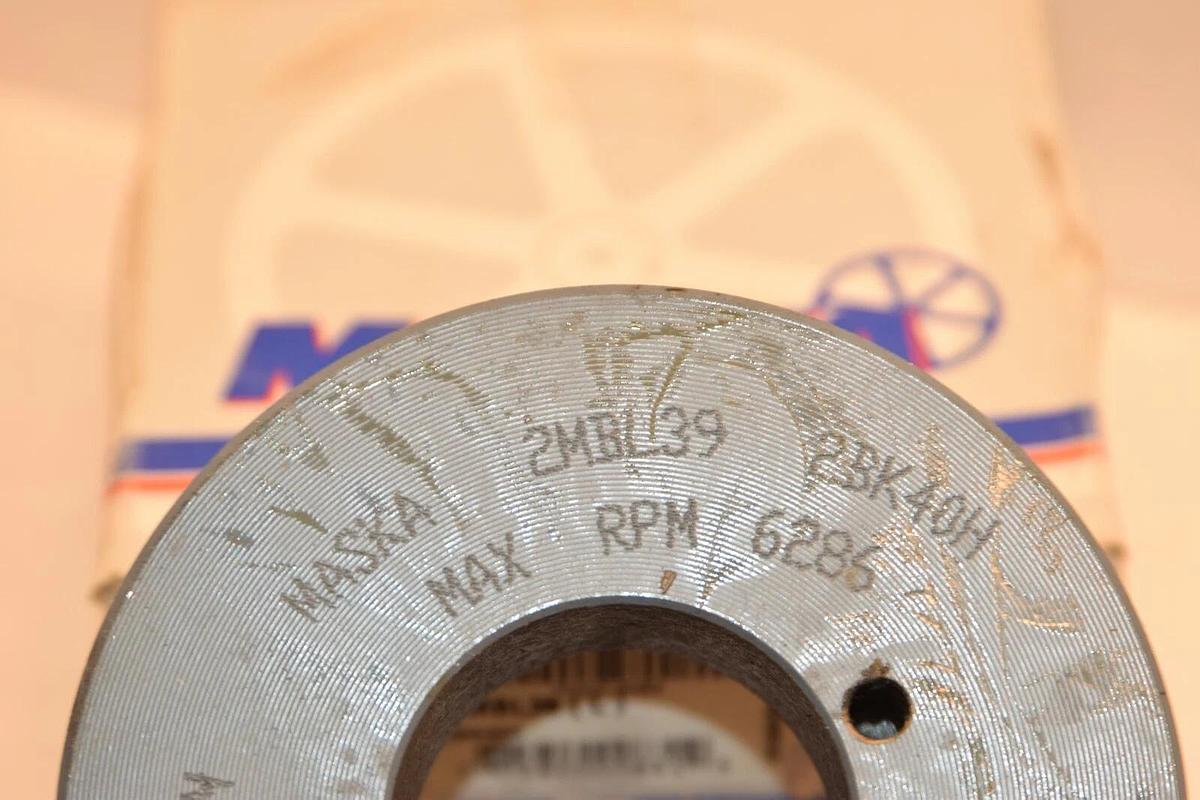 MASKA 2MBL39 2BK40H
MAX RPM 6286